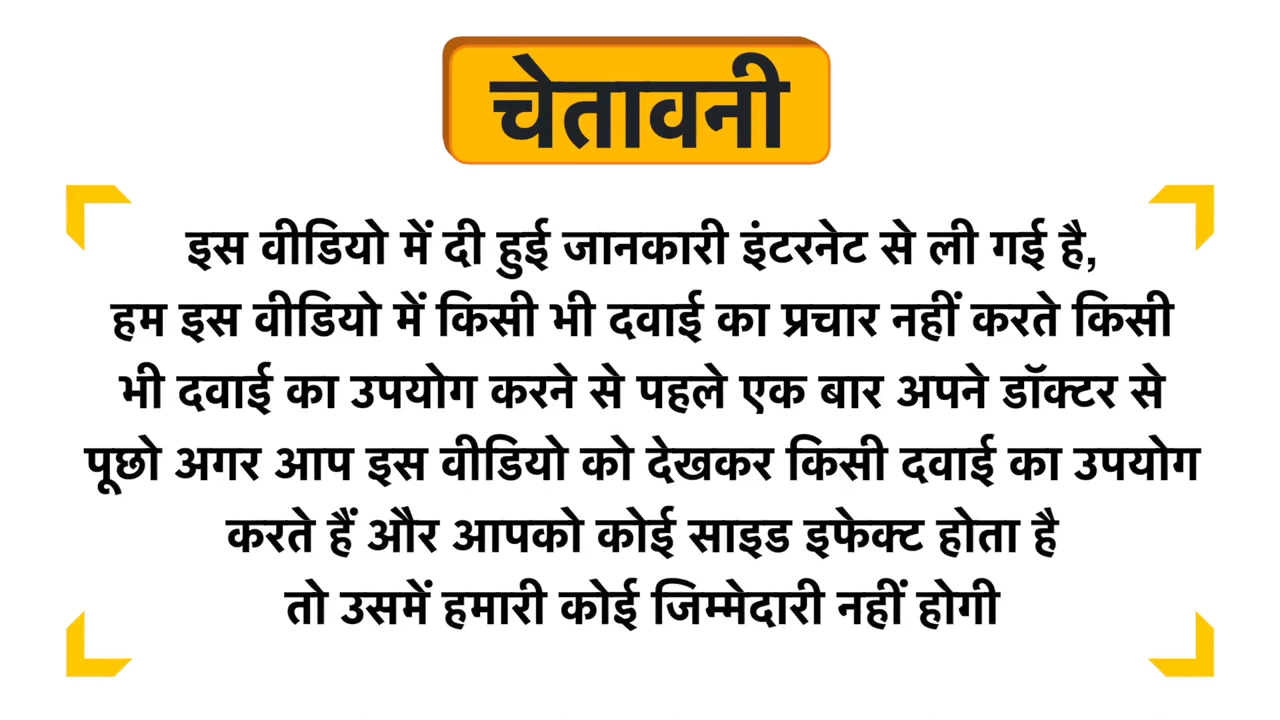 चेतावनी
इस वीडियो में दी हुई जानकारी इंटरनेट से ली गई है,
हम इस वीडियो में किसी भी दवाई का प्रचार नहीं करते किसी
भी दवाई का उपयोग करने से पहले एक बार अपने डॉक्टर से
पूछो अगर आप इस वीडियो को देखकर किसी दवाई का उपयोग
करते हैं और आपको कोई साइड इफेक्ट होता है
तो उसमें हमारी कोई जिम्मेदारी नहीं होगी